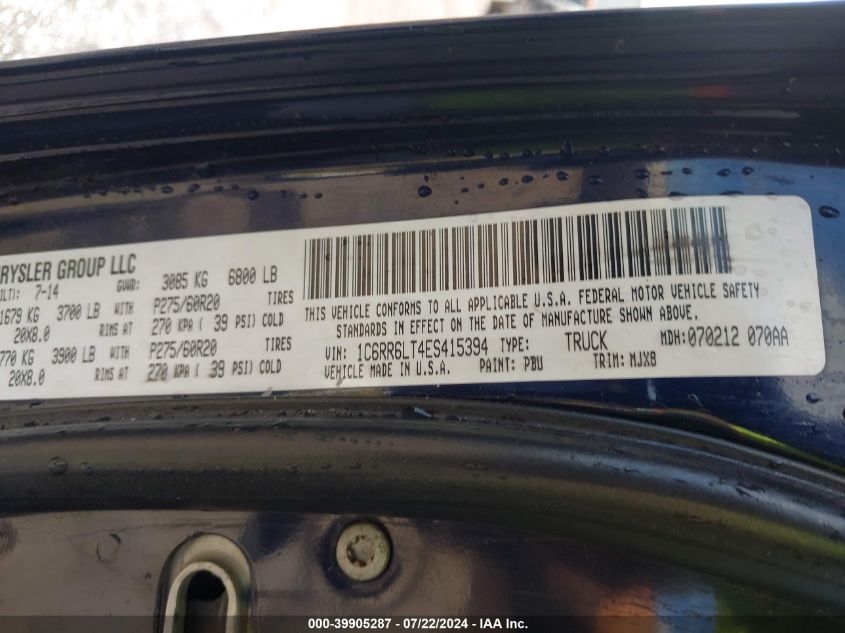 RYSLER GROUP LLC
ILT): 7-14 GVWR: 3085 KG 6800 LB
1679 KG 3700 LB WITH P275/60R20 TIRES
20X8.0 RIMS AT 270 KPA ( 39 PSI) COLD
770 KG 3900 LB WITH P275/60R20 TIRES
20X8.0 RIMS AT 270 KPA ( 39 PSI) COLD
THIS VEHICLE CONFORMS TO ALL APPLICABLE U.S.A. FEDERAL MOTOR VEHICLE SAFETY
STANDARDS IN EFFECT ON THE DATE OF MANUFACTURE SHOWN ABOVE.
VIN: 1C6RR6LT4ES415394 TYPE: TRUCK MDH: 070212 070AA
VEHICLE MADE IN U.S.A. PAINT: PBU TRIM: MJX8
000-39905287 - 07/22/2024 - IAA Inc.